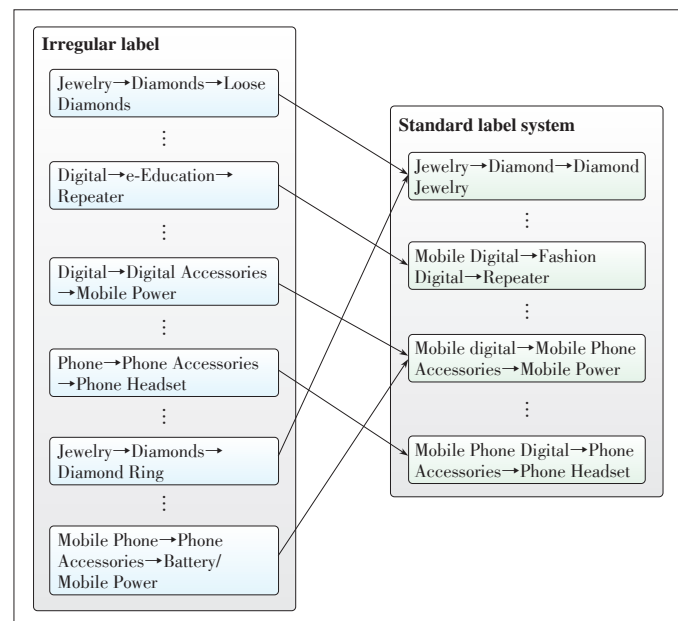 Irregular label
Jewelry→Diamonds→Loose
Diamonds
⋮
Digital→e-Education→
Repeater
⋮
Digital→Digital Accessories
→Mobile Power
⋮
Phone→Phone Accessories
→Phone Headset
⋮
Jewelry→Diamonds→
Diamond Ring
⋮
Mobile Phone→Phone
Accessories→Battery/
Mobile Power
Standard label system
Jewelry→Diamond→Diamond
Jewelry
⋮
Mobile Digital→Fashion
Digital→Repeater
⋮
Mobile digital→Mobile Phone
Accessories→Mobile Power
⋮
Mobile Phone Digital→Phone
Accessories→Phone Headset